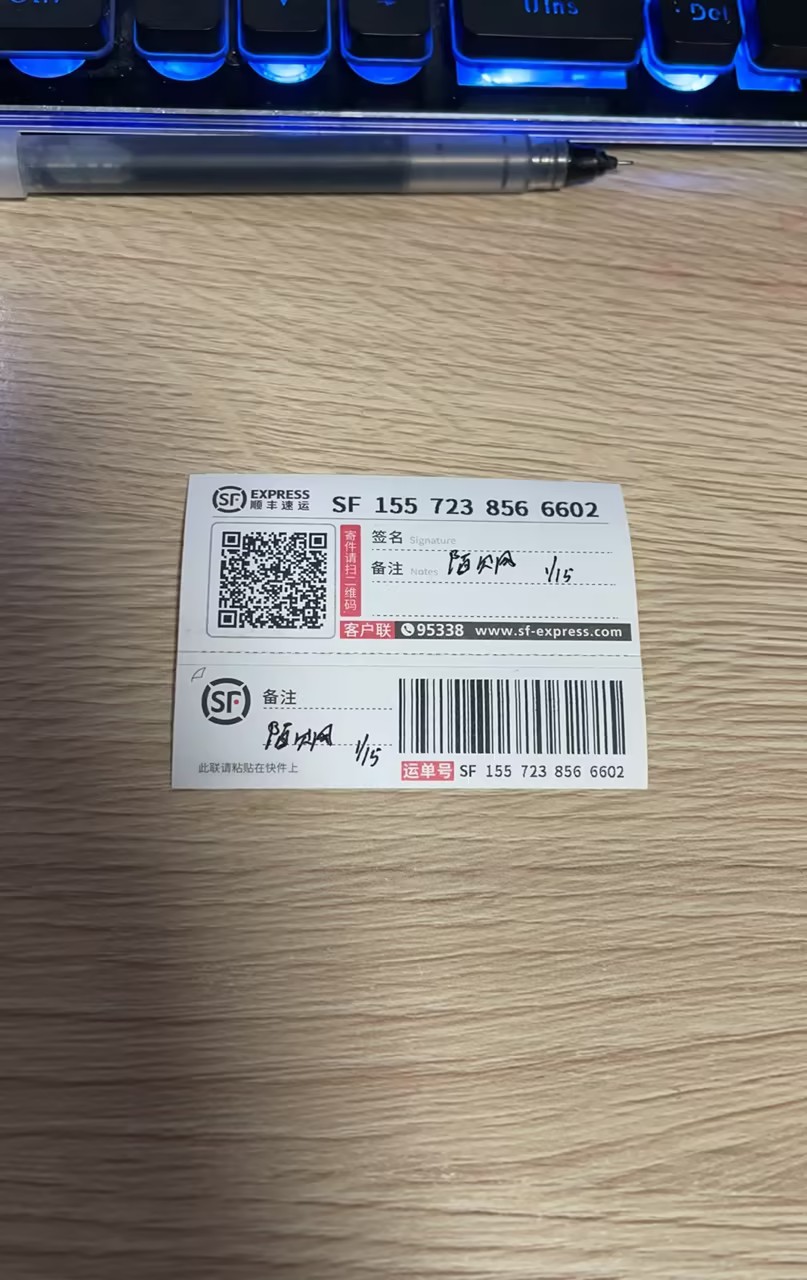 Ins
Del
SF EXPRESS
顺丰速运
SF 155 723 856 6602
寄件请扫二维码
签名 Signature
备注 Notes 1/15
客户联 95338 www.sf-express.com
SF 备注
1/15
此联请粘贴在快件上
运单号 SF 155 723 856 6602